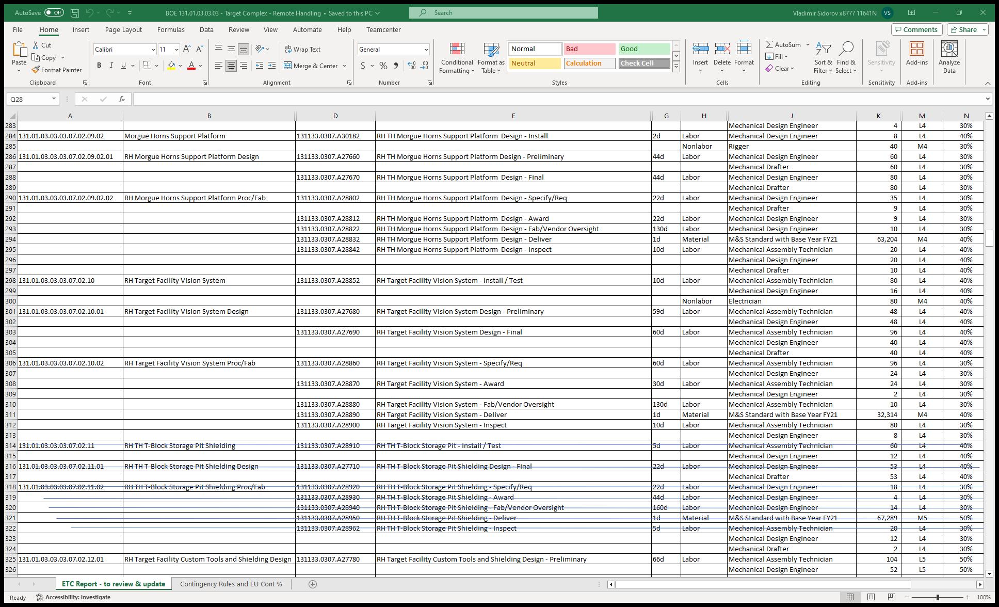 AutoSave Off BOE 131.01.03.03.03 - Target Complex - Remote Handling • Saved to this PC Search Vladimir Sidorov x8777 11641N VS
File Home Insert Page Layout Formulas Data Review View Automate Help Teamcenter Comments Share
Paste Cut Copy Format Painter Clipboard
Calibri 11 B I U A Font
Wrap Text Merge & Center Alignment
General $ % Number
Conditional Formatting Format as Table Normal Bad Good Neutral Calculation Check Cell Styles
Insert Delete Format Cells
AutoSum Fill Clear Sort & Filter Find & Select Editing
Sensitivity Sensitivity
Add-ins Add-ins
Analyze Data
Q28 fx
A B D E G H J K M N
283 Mechanical Design Engineer 4 L4 30%
284 131.01.03.03.03.07.02.09.02 Morgue Horns Support Platform 131133.0307.A30182 RH TH Morgue Horns Support Platform Design - Install 2d Labor Mechanical Design Engineer 8 L4 40%
285 Nonlabor Rigger 40 M4 30%
286 131.01.03.03.03.07.02.09.02.01 RH Morgue Horns Support Platform Design 131133.0307.A27660 RH TH Morgue Horns Support Platform Design - Preliminary 44d Labor Mechanical Design Engineer 60 L4 30%
287 Mechanical Drafter 60 L4 30%
288 131133.0307.A27670 RH TH Morgue Horns Support Platform Design - Final 44d Labor Mechanical Design Engineer 80 L4 30%
289 Mechanical Drafter 80 L4 30%
290 131.01.03.03.03.07.02.09.02.02 RH Morgue Horns Support Platform Proc/Fab 131133.0307.A28802 RH TH Morgue Horns Support Platform Design - Specify/Req 22d Labor Mechanical Design Engineer 35 L4 30%
291 Mechanical Drafter 9 L4 30%
292 131133.0307.A28812 RH TH Morgue Horns Support Platform Design - Award 22d Labor Mechanical Design Engineer 9 L4 30%
293 131133.0307.A28822 RH TH Morgue Horns Support Platform Design - Fab/Vendor Oversight 130d Labor Mechanical Design Engineer 10 L4 30%
294 131133.0307.A28832 RH TH Morgue Horns Support Platform Design - Deliver 1d Material M&S Standard with Base Year FY21 63,204 M4 40%
295 131133.0307.A28842 RH TH Morgue Horns Support Platform Design - Inspect 10d Labor Mechanical Assembly Technician 20 L4 40%
296 Mechanical Design Engineer 20 L4 40%
297 Mechanical Drafter 10 L4 40%
298 131.01.03.03.03.07.02.10 RH Target Facility Vision System 131133.0307.A28852 RH Target Facility Vision System - Install / Test 10d Labor Mechanical Assembly Technician 80 L4 40%
299 Mechanical Design Engineer 16 L4 40%
300 Nonlabor Electrician 80 M4 40%
301 131.01.03.03.03.07.02.10.01 RH Target Facility Vision System Design 131133.0307.A27680 RH Target Facility Vision System Design - Preliminary 59d Labor Mechanical Assembly Technician 48 L4 40%
302 Mechanical Design Engineer 48 L4 40%
303 131133.0307.A27690 RH Target Facility Vision System Design - Final 60d Labor Mechanical Assembly Technician 96 L4 40%
304 Mechanical Design Engineer 40 L4 40%
305 Mechanical Drafter 40 L4 40%
306 131.01.03.03.03.07.02.10.02 RH Target Facility Vision System Proc/Fab 131133.0307.A28860 RH Target Facility Vision System - Specify/Req 60d Labor Mechanical Assembly Technician 96 L4 30%
307 Mechanical Design Engineer 24 L4 30%
308 131133.0307.A28870 RH Target Facility Vision System - Award 30d Labor Mechanical Assembly Technician 24 L4 30%
309 Mechanical Design Engineer 2 L4 30%
310 131133.0307.A28880 RH Target Facility Vision System - Fab/Vendor Oversight 130d Labor Mechanical Assembly Technician 10 L4 30%
311 131133.0307.A28890 RH Target Facility Vision System - Deliver 1d Material M&S Standard with Base Year FY21 32,314 M4 40%
312 131133.0307.A28900 RH Target Facility Vision System - Inspect 10d Labor Mechanical Assembly Technician 80 L4 30%
313 Mechanical Design Engineer 8 L4 30%
314 131.01.03.03.03.07.02.11 RH TH T-Block Storage Pit Shielding 131133.0307.A28910 RH TH T-Block Storage Pit - Install / Test 5d Labor Mechanical Assembly Technician 60 L4 40%
315 Mechanical Design Engineer 12 L4 40%
316 131.01.03.03.03.07.02.11.01 RH TH T-Block Storage Pit Shielding Design 131133.0307.A27710 RH TH T-Block Storage Pit Shielding Design - Final 22d Labor Mechanical Design Engineer 53 L4 40%
317 Mechanical Drafter 53 L4 40%
318 131.01.03.03.03.07.02.11.02 RH TH T-Block Storage Pit Shielding Proc/Fab 131133.0307.A28920 RH TH T-Block Storage Pit Shielding - Specify/Req 22d Labor Mechanical Design Engineer 18 L4 30%
319 131133.0307.A28930 RH TH T-Block Storage Pit Shielding - Award 44d Labor Mechanical Design Engineer 4 L4 30%
320 131133.0307.A28940 RH TH T-Block Storage Pit Shielding - Fab/Vendor Oversight 160d Labor Mechanical Design Engineer 14 L4 30%
321 131133.0307.A28950 RH TH T-Block Storage Pit Shielding - Deliver 1d Material M&S Standard with Base Year FY21 67,289 M5 50%
322 131133.0307.A28962 RH TH T-Block Storage Pit Shielding - Inspect 5d Labor Mechanical Assembly Technician 20 L4 30%
323 Mechanical Design Engineer 12 L4 30%
324 Mechanical Drafter 2 L4 30%
325 131.01.03.03.03.07.02.12.01 RH Target Facility Custom Tools and Shielding Design 131133.0307.A27780 RH Target Facility Custom Tools and Shielding Design - Preliminary 66d Labor Mechanical Assembly Technician 104 L5 50%
326 Mechanical Design Engineer 52 L5 50%
ETC Report - to review & update Contingency Rules and EU Cont %
Ready Accessibility: Investigate 100%